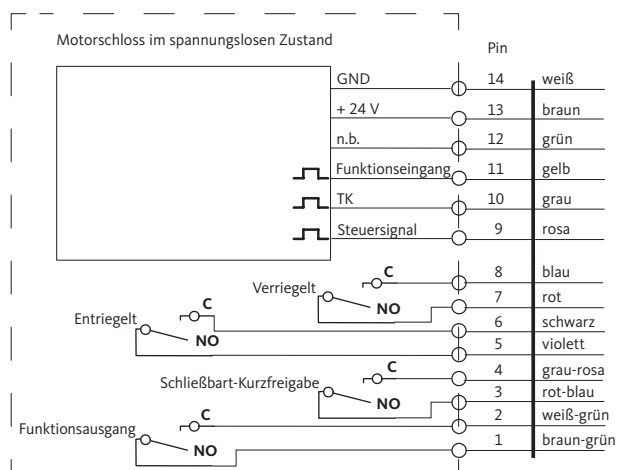 Motorschloss im spannungslosen Zustand
Pin
GND 14 weiß
+ 24 V 13 braun
n.b. 12 grün
Funktionseingang 11 gelb
TK 10 grau
Steuersignal 9 rosa
C 8 blau
Verriegelt 7 rot
NO
C 6 schwarz
Entriegelt
NO 5 violett
C 4 grau-rosa
Schließbart-Kurzfreigabe 3 rot-blau
NO
C 2 weiß-grün
Funktionsausgang 1 braun-grün
NO